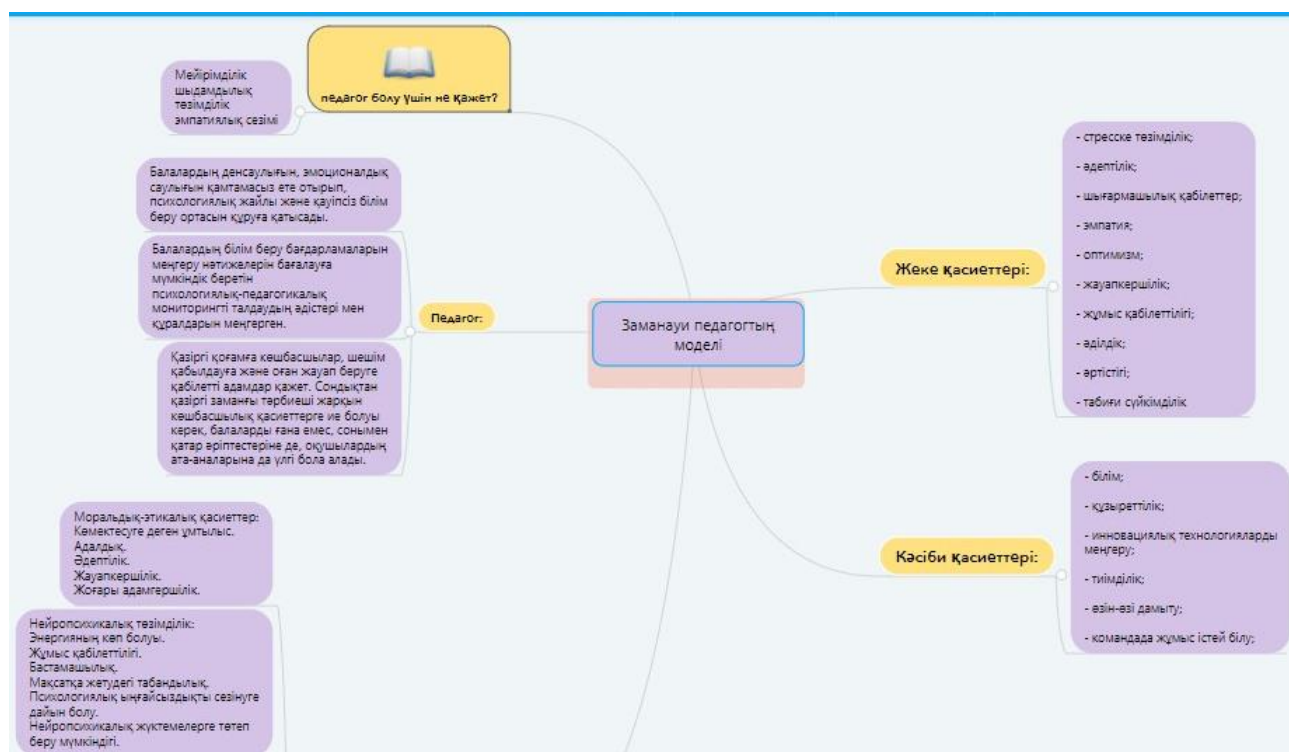 педагог болу үшін не қажет?
Мейірімділік
шыдамдылық
төзімділік
эмпатиялық сезімі
Балалардың денсаулығын, эмоционалдық
саулығын қамтамасыз ете отырып,
психологиялық жайлы және қауіпсіз білім
беру ортасын құруға қатысады.
Балалардың білім беру бағдарламаларын
меңгеру нәтижелерін бағалауға
мүмкіндік беретін
психологиялық-педагогикалық
мониторингті талдаудың әдістері мен
құралдарын меңгерген.
Қазіргі қоғамға көшбасшылар, шешім
қабылдауға және оған жауап беруге
қабілетті адамдар қажет. Сондықтан
қазіргі заманғы тәрбиеші жарқын
көшбасшылық қасиеттерге ие болуы
керек, балаларды ғана емес, сонымен
қатар әріптестеріне де, оқушылардың
ата-аналарына да үлгі бола алады.
Педагог:
Моральдық-этикалық қасиеттер:
Көмектесуге деген ұмтылыс.
Адалдық.
Әдептілік.
Жауапкершілік.
Жоғары адамгершілік.
Нейропсихикалық төзімділік:
Энергияның көп болуы.
Жұмыс қабілеттілігі.
Бастамашылық.
Мақсатқа жетудегі табандылық.
Психологиялық ыңғайсыздықты сезінуге
дайын болу.
Нейропсихикалық жүктемелерге төтеп
беру мүмкіндігі.
Заманауи педагогтың
моделі
Жеке қасиеттері:
- стресске төзімділік;
- әдептілік;
- шығармашылық қабілеттер;
- эмпатия;
- оптимизм;
- жауапкершілік;
- жұмыс қабілеттілігі;
- әділдік;
- әртістігі;
- табиғи сүйкімділік
Кәсіби қасиеттері:
- білім;
- құзыреттілік;
- инновациялық технологияларды
меңгеру;
- тиімділік;
- өзін-өзі дамыту;
- командада жұмыс істей білу;